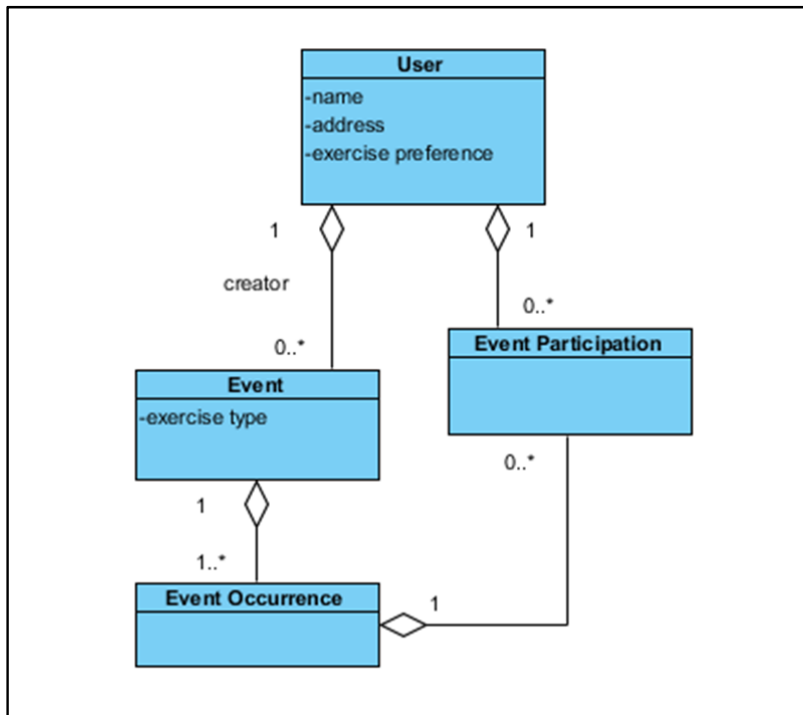 User
-name
-address
-exercise preference
1
1
creator
0..*
0..*
Event Participation
Event
-exercise type
0..*
1
1..*
Event Occurrence
1